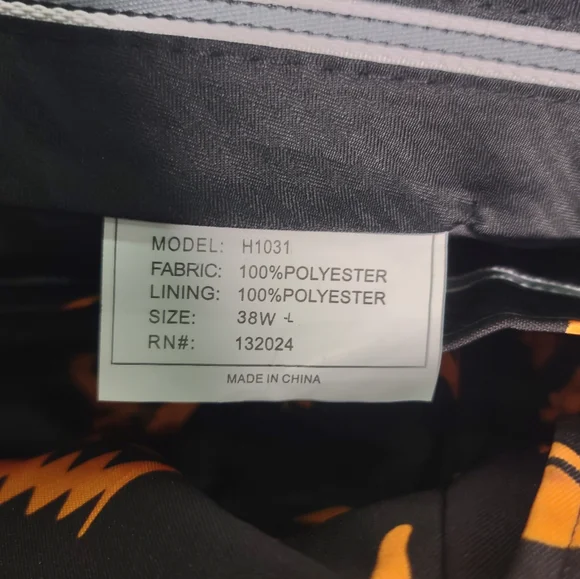 MODEL: H1031
FABRIC: 100%POLYESTER
LINING: 100%POLYESTER
SIZE: 38W -L
RN#: 132024
MADE IN CHINA